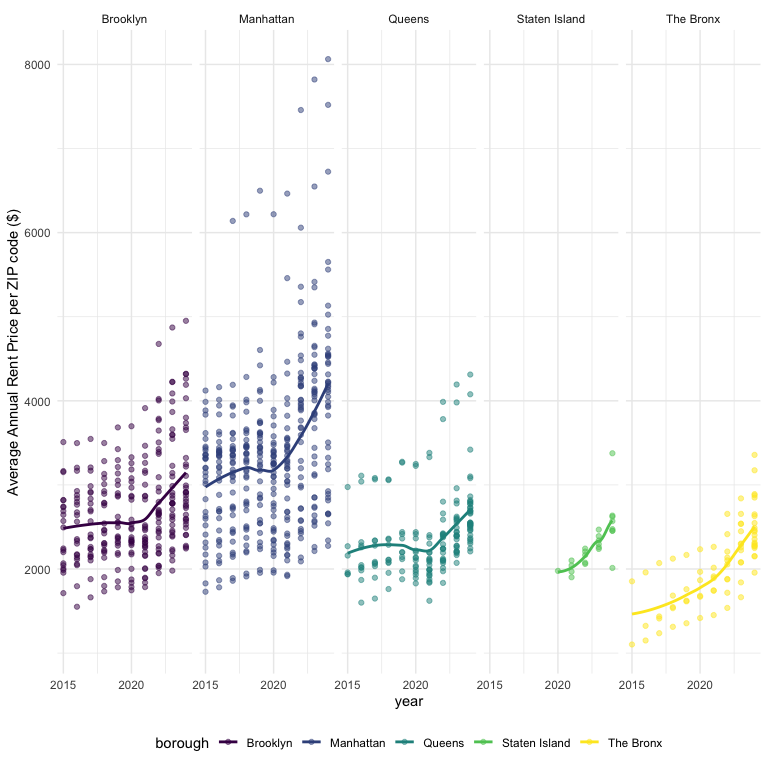 Brooklyn Manhattan Queens Staten Island The Bronx
8000
6000
4000
2000
Average Annual Rent Price per ZIP code ($)
2015 2020 2015 2020 2015 2020 2015 2020 2015 2020
year
borough Brooklyn Manhattan Queens Staten Island The Bronx